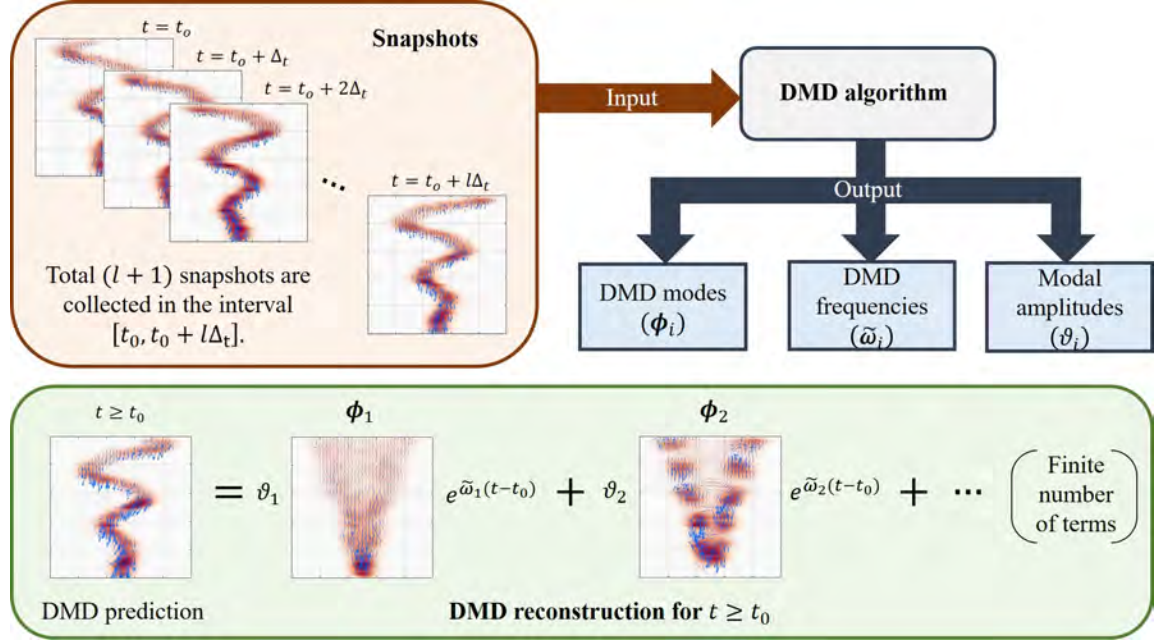 Snapshots
t = t_o
t = t_o + Δ_t
t = t_o + 2Δ_t
...
t = t_o + lΔ_t
Total (l + 1) snapshots are
collected in the interval
[t_0, t_0 + lΔ_t].
Input
DMD algorithm
Output
DMD modes
(ϕ_i)
DMD
frequencies
(ω̃_i)
Modal
amplitudes
(ϑ_i)
t ≥ t_0
ϕ_1
ϕ_2
= ϑ_1 e^{ω̃_1(t−t_0)} + ϑ_2 e^{ω̃_2(t−t_0)} + ...
(Finite
number
of terms)
DMD prediction
DMD reconstruction for t ≥ t_0